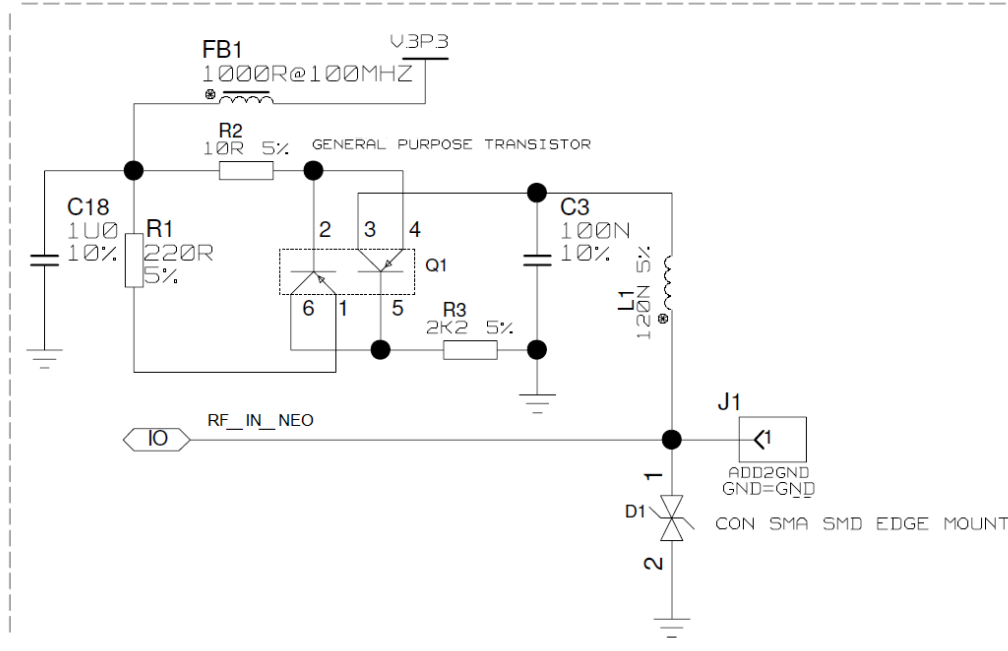 V3P3
FB1
1000R@100MHZ
R2
10R 5%
GENERAL PURPOSE TRANSISTOR
C18
1U0
10%
R1
220R
5%
2
3
4
C3
100N
10%
Q1
L1
120N 5%
6
1
5
R3
2K2 5%
J1
RF_IN_NEO
IO
1
ADD2GND
GND=GND
1
D1
CON SMA SMD EDGE MOUNT
2